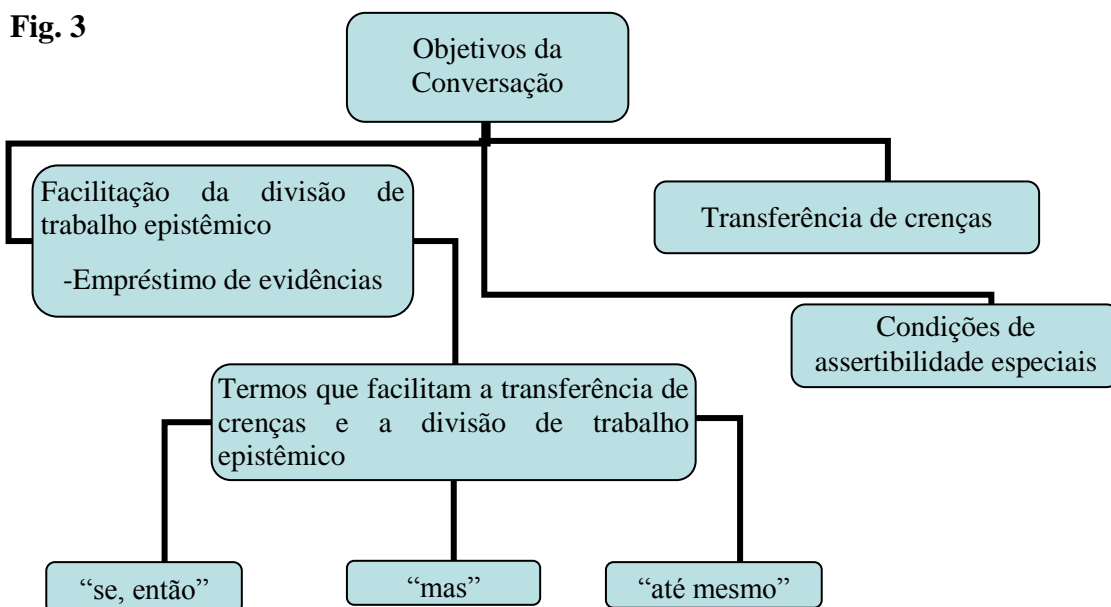 Fig. 3
Objetivos da
Conversação
Facilitação da divisão de
trabalho epistêmico
-Empréstimo de evidências
Transferência de crenças
Condições de
assertibilidade especiais
Termos que facilitam a transferência de
crenças e a divisão de trabalho
epistêmico
“se, então”
“mas”
“até mesmo”